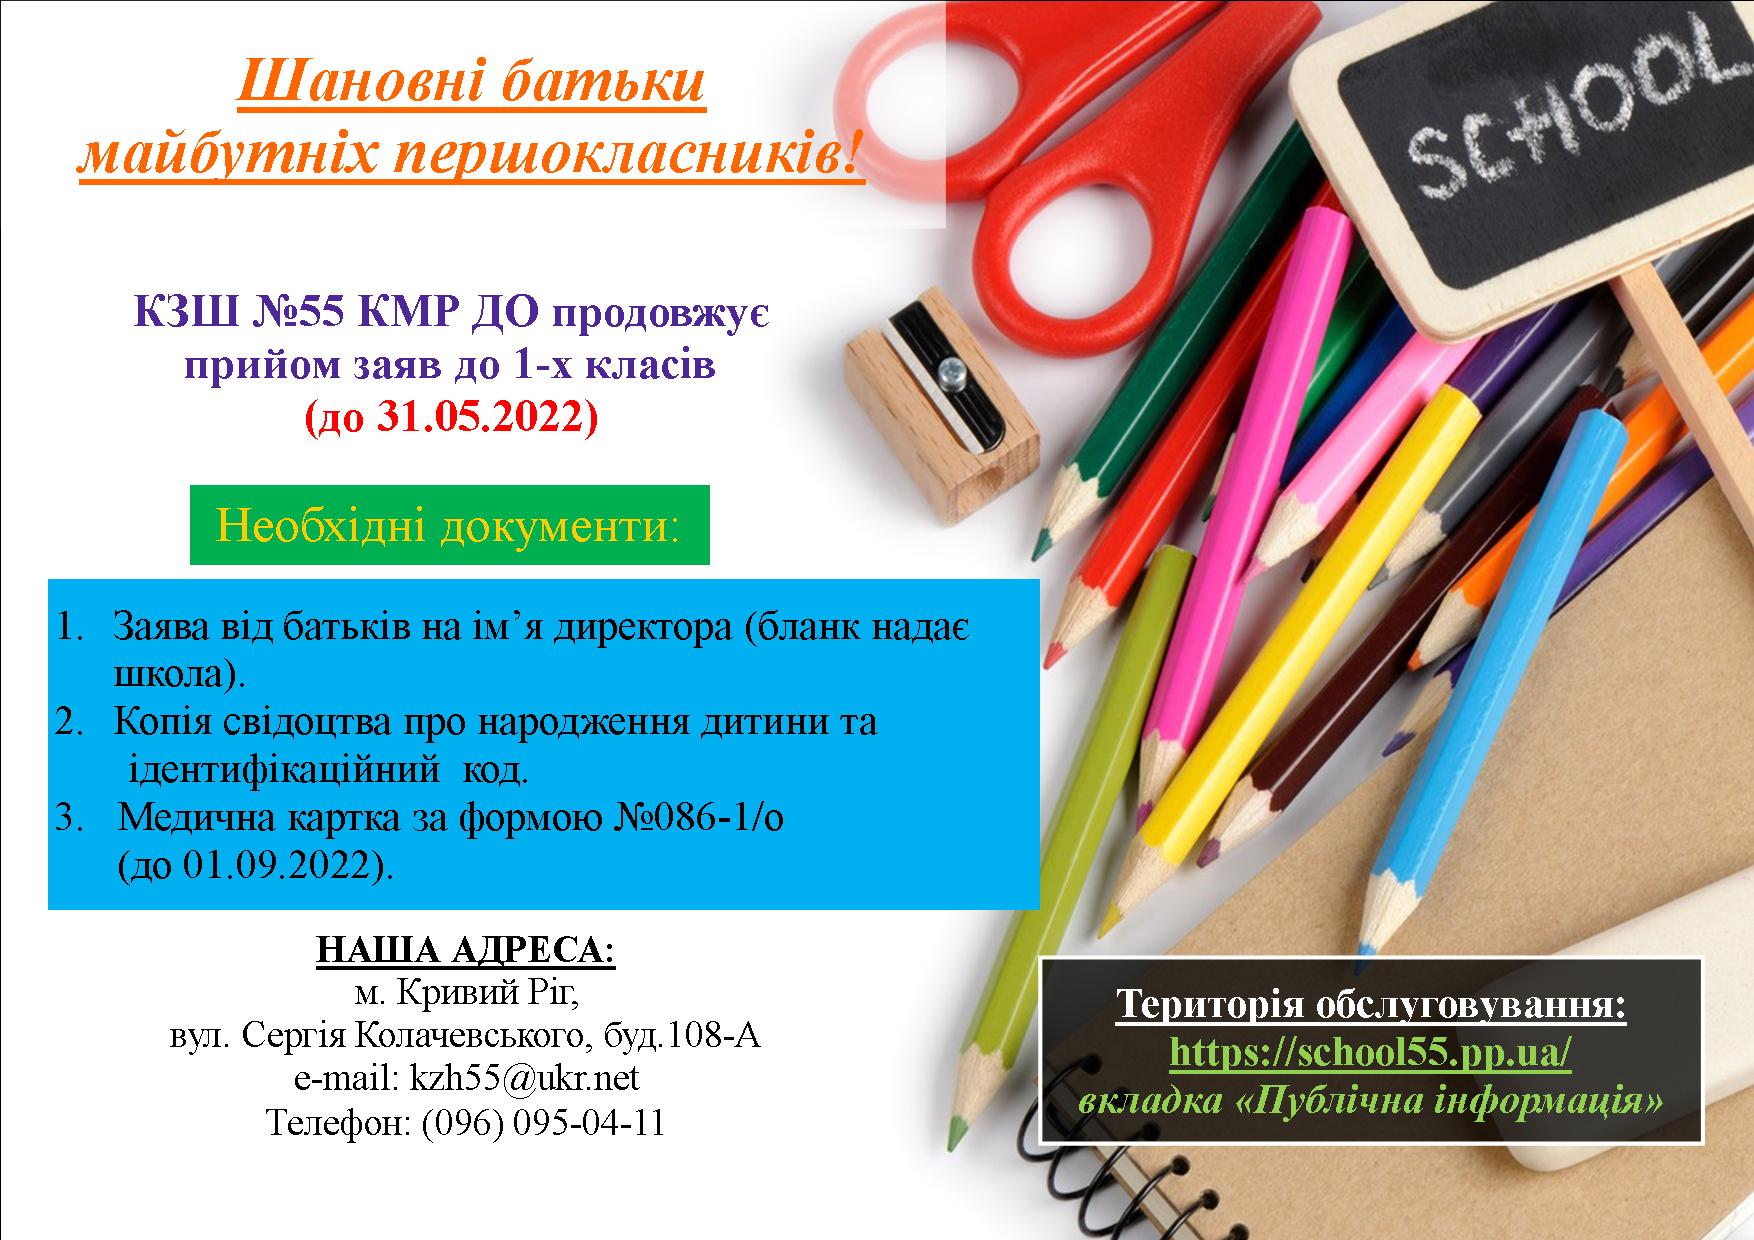 Шановні батьки
майбутніх першокласників!
SCHOOL
КЗШ №55 КМР ДО продовжує
прийом заяв до 1-х класів
(до 31.05.2022)
Необхідні документи:
1. Заява від батьків на ім’я директора (бланк надає
школа).
2. Копія свідоцтва про народження дитини та
ідентифікаційний код.
3. Медична картка за формою №086-1/о
(до 01.09.2022).
НАША АДРЕСА:
м. Кривий Ріг,
вул. Сергія Колачевського, буд.108-А
e-mail: kzh55@ukr.net
Телефон: (096) 095-04-11
Територія обслуговування:
https://school55.pp.ua/
вкладка «Публічна інформація»